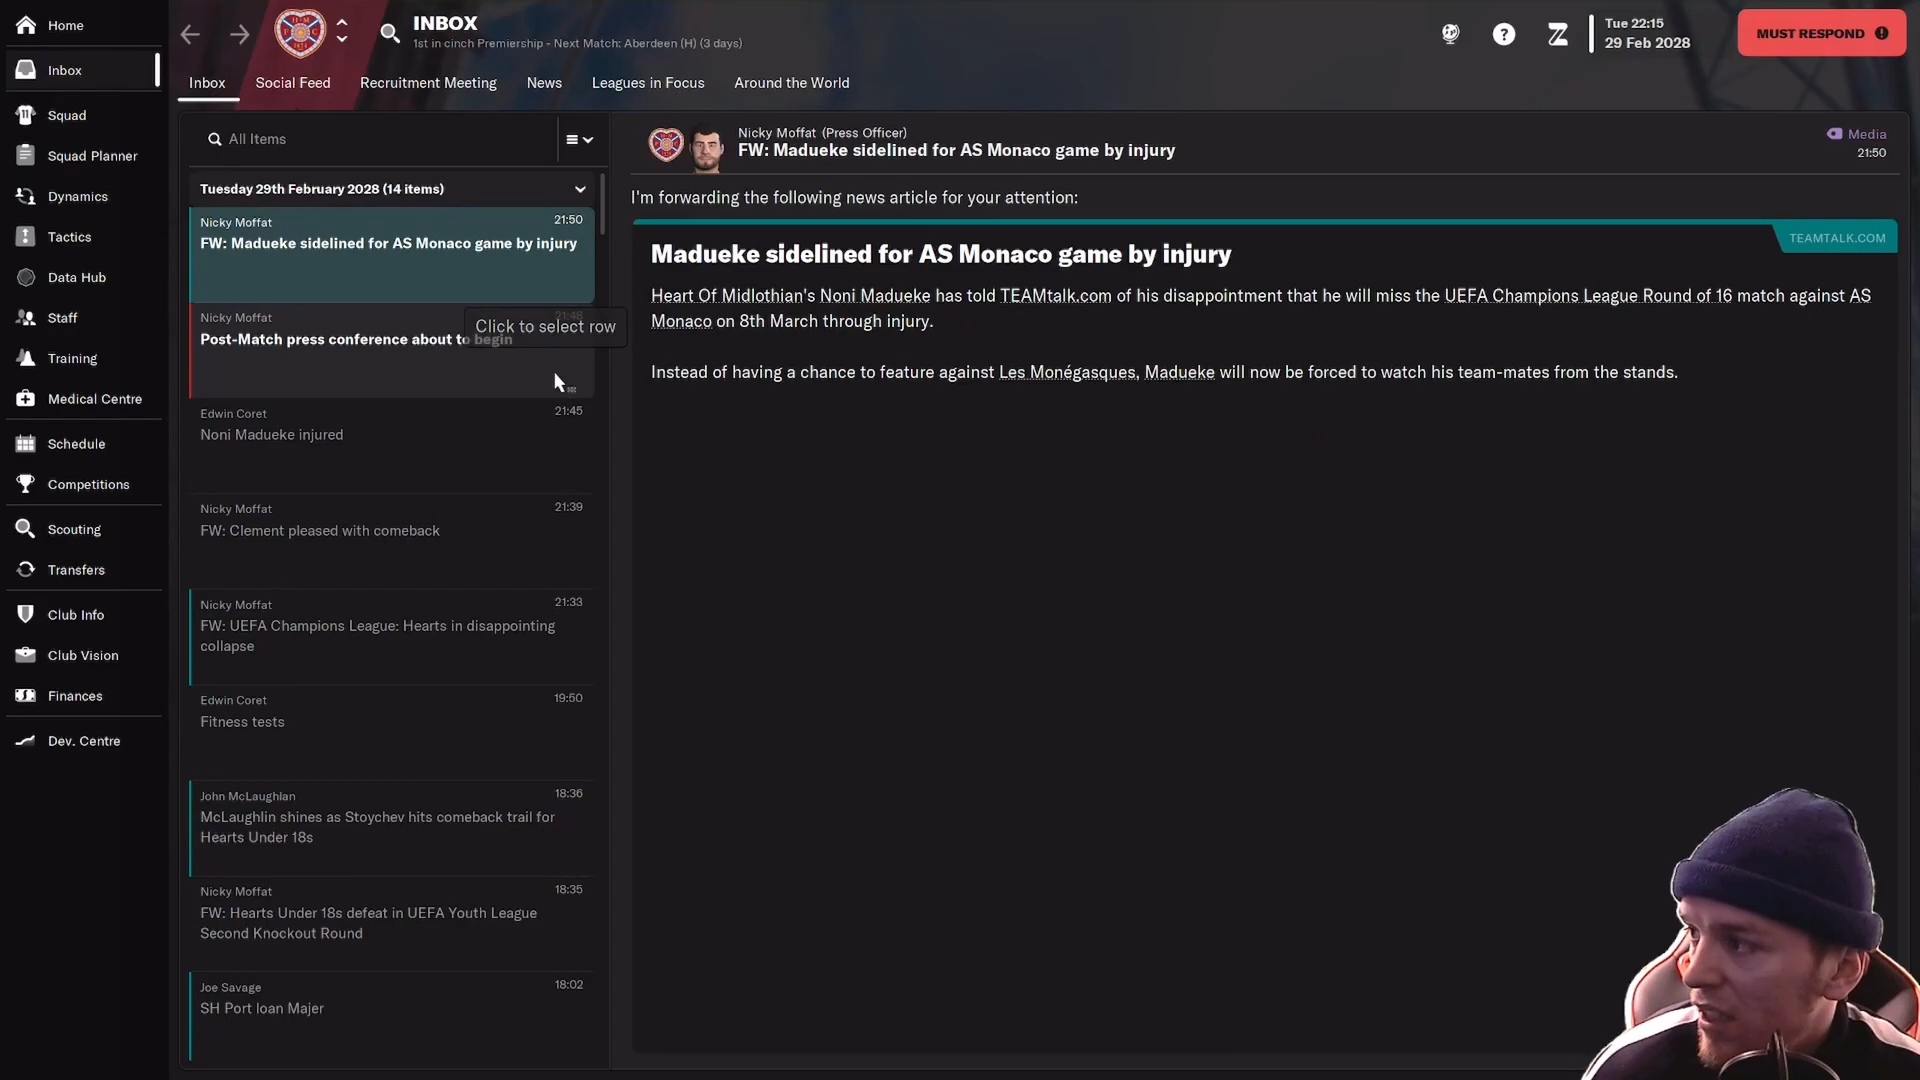 Home
Inbox
Squad
Squad Planner
Dynamics
Tactics
Data Hub
Staff
Training
Medical Centre
Schedule
Competitions
Scouting
Transfers
Club Info
Club Vision
Finances
Dev. Centre
INBOX
1st in cinch Premiership - Next Match: Aberdeen (H) (3 days)
Tue 22:15
29 Feb 2028
MUST RESPOND
Inbox
Social Feed
Recruitment Meeting
News
Leagues in Focus
Around the World
All Items
Tuesday 29th February 2028 (14 items)
Nicky Moffat 21:50
FW: Madueke sidelined for AS Monaco game by injury
Nicky Moffat 21:48
Click to select row
Post-Match press conference about to begin
Edwin Coret 21:45
Noni Madueke injured
Nicky Moffat 21:39
FW: Clement pleased with comeback
Nicky Moffat 21:33
FW: UEFA Champions League: Hearts in disappointing
collapse
Edwin Coret 19:50
Fitness tests
John McLaughlan 18:36
McLaughlin shines as Stoychev hits comeback trail for
Hearts Under 18s
Nicky Moffat 18:35
FW: Hearts Under 18s defeat in UEFA Youth League
Second Knockout Round
Joe Savage 18:02
SH Port loan Majer
Nicky Moffat (Press Officer)
FW: Madueke sidelined for AS Monaco game by injury
Media
21:50
I'm forwarding the following news article for your attention:
TEAMTALK.COM
Madueke sidelined for AS Monaco game by injury
Heart Of Midlothian's Noni Madueke has told TEAMtalk.com of his disappointment that he will miss the UEFA Champions League Round of 16 match against AS
Monaco on 8th March through injury.
Instead of having a chance to feature against Les Monégasques, Madueke will now be forced to watch his team-mates from the stands.